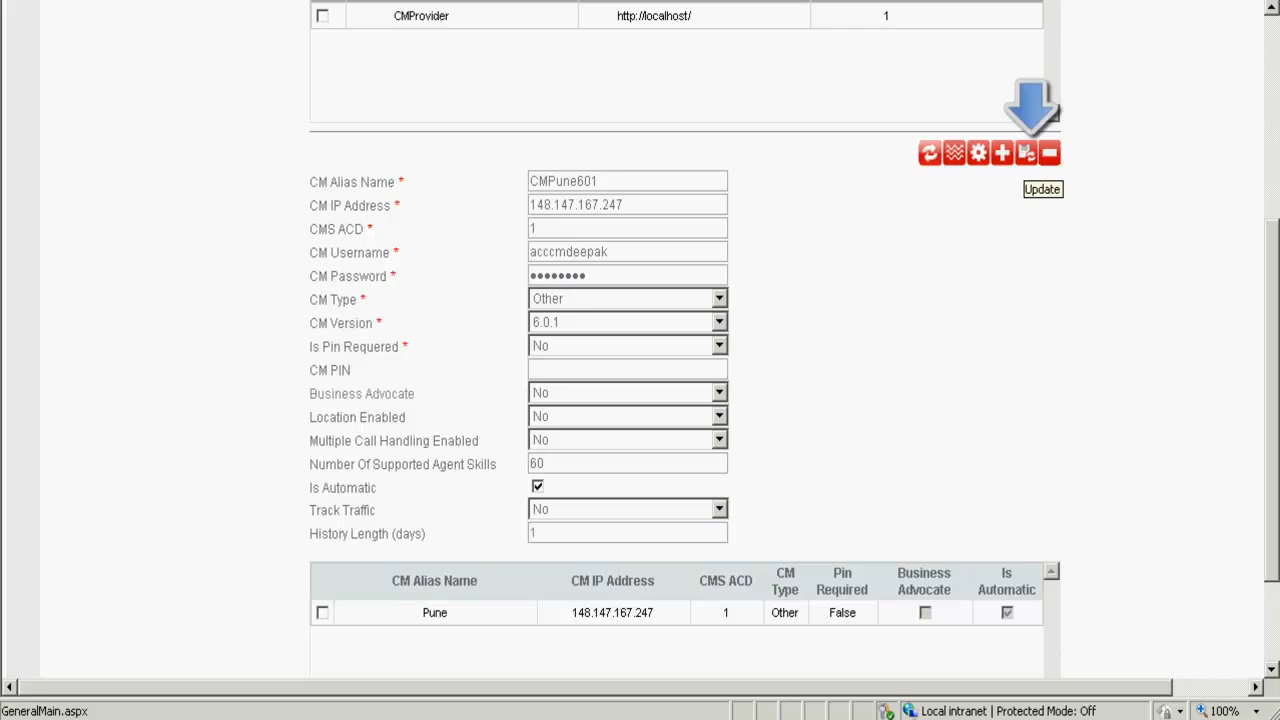 CMProvider http://localhost/ 1
Update
CM Alias Name * CMPune601
CM IP Address * 148.147.167.247
CMS ACD * 1
CM Username * acccmdeepak
CM Password * ●●●●●●●●
CM Type * Other
CM Version * 6.0.1
Is Pin Requered * No
CM PIN
Business Advocate No
Location Enabled No
Multiple Call Handling Enabled No
Number Of Supported Agent Skills 60
Is Automatic
Track Traffic No
History Length (days) 1
CM Alias Name CM IP Address CMS ACD CM Type Pin Required Business Advocate Is Automatic
Pune 148.147.167.247 1 Other False
GeneralMain.aspx Local intranet | Protected Mode: Off 100%